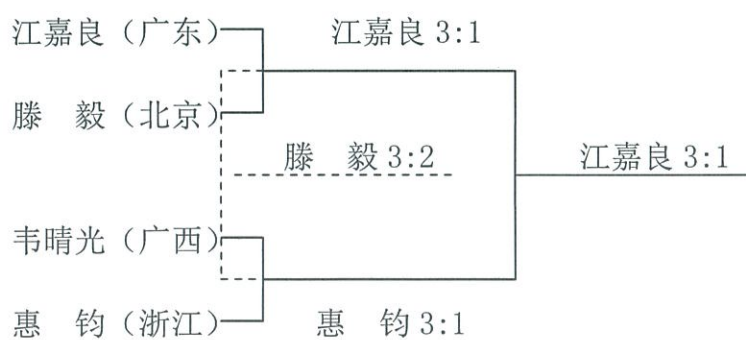 江嘉良（广东） 江嘉良 3:1
滕　毅（北京）
滕　毅 3:2 江嘉良 3:1
韦晴光（广西）
惠　钧（浙江） 惠　钧 3:1